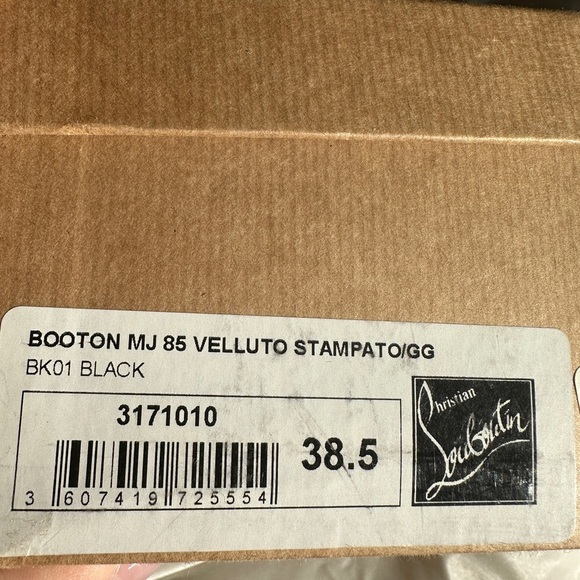 BOOTON MJ 85 VELLUTO STAMPATO/GG
BK01 BLACK
3171010
38.5
3 607419 725554
Christian
Louboutin